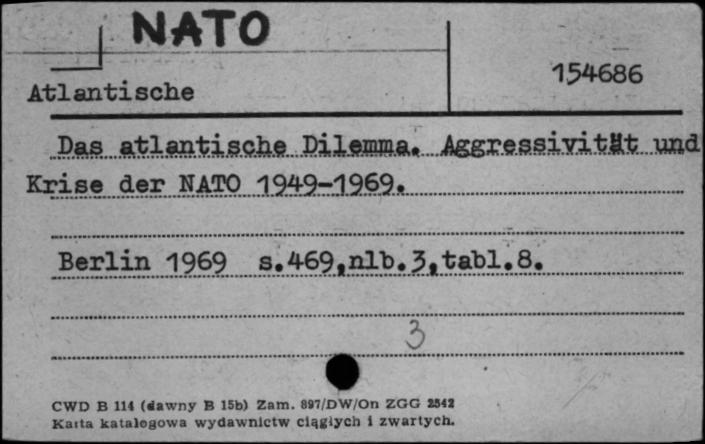 NATO
154686
Atlantische
Das atlantische Dilemma. Aggressivität und
Krise der NATO 1949-1969.
Berlin 1969 s.469,nlb.3,tabl.8.
3
CWD B 114 (dawny B 15b) Zam. 897/DW/On ZGG 2542
Karta katalogowa wydawnictw ciągłych i zwartych.